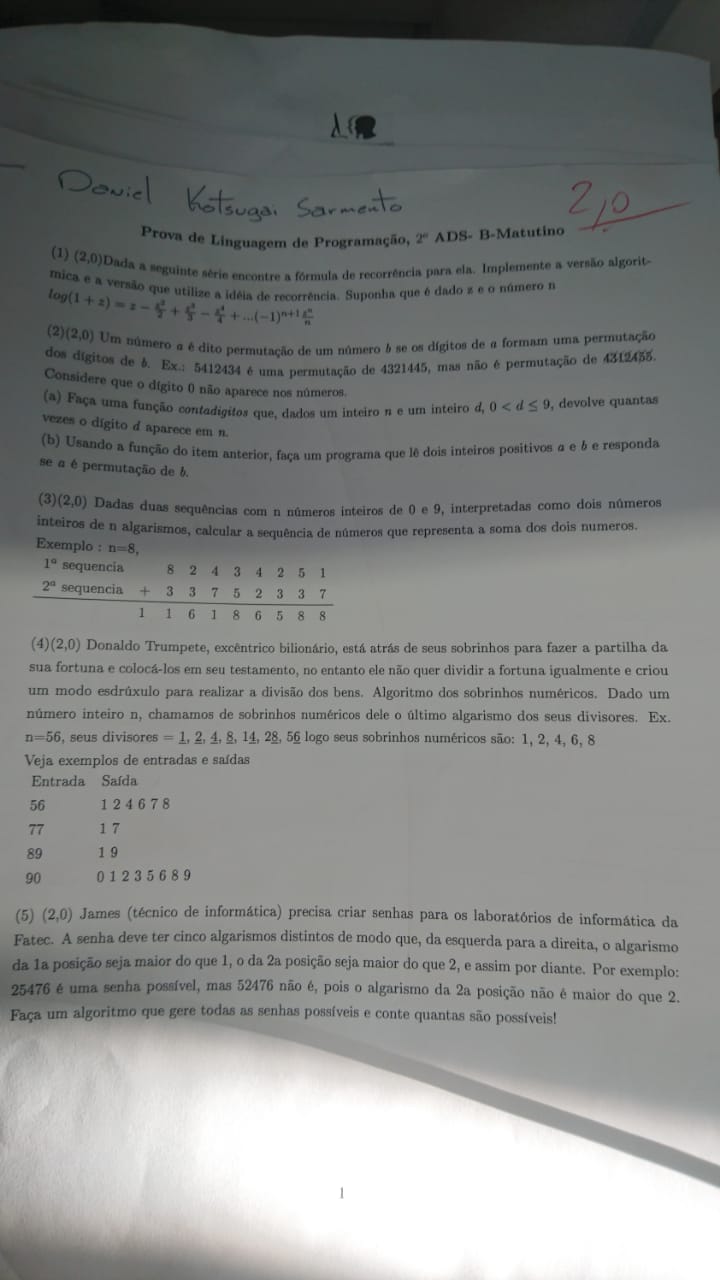 Daniel Kotsugai Sarmento
2,0
Prova de Linguagem de Programação, 2º ADS- B-Matutino
(1) (2,0)Dada a seguinte série encontre a fórmula de recorrência para ela. Implemente a versão algorit-
mica e a versão que utilize a idéia de recorrência. Suponha que é dado z e o número n
log(1 + z) = z − z²/2 + z³/3 − z⁴/4 + ...(−1)ⁿ⁺¹ zⁿ/n
(2)(2,0) Um número a é dito permutação de um número b se os dígitos de a formam uma permutação
dos dígitos de b. Ex.: 5412434 é uma permutação de 4321445, mas não é permutação de 4312455.
Considere que o dígito 0 não aparece nos números.
(a) Faça uma função contadigitos que, dados um inteiro n e um inteiro d, 0 < d ≤ 9, devolve quantas
vezes o dígito d aparece em n.
(b) Usando a função do item anterior, faça um programa que lê dois inteiros positivos a e b e responda
se a é permutação de b.
(3)(2,0) Dadas duas sequências com n números inteiros de 0 e 9, interpretadas como dois números
inteiros de n algarismos, calcular a sequência de números que representa a soma dos dois numeros.
Exemplo : n=8,
1ª sequencia 8 2 4 3 4 2 5 1
2ª sequencia + 3 3 7 5 2 3 3 7
1 1 6 1 8 6 5 8 8
(4)(2,0) Donaldo Trumpete, excêntrico bilionário, está atrás de seus sobrinhos para fazer a partilha da
sua fortuna e colocá-los em seu testamento, no entanto ele não quer dividir a fortuna igualmente e criou
um modo esdrúxulo para realizar a divisão dos bens. Algoritmo dos sobrinhos numéricos. Dado um
número inteiro n, chamamos de sobrinhos numéricos dele o último algarismo dos seus divisores. Ex.
n=56, seus divisores = 1, 2, 4, 8, 14, 28, 56 logo seus sobrinhos numéricos são: 1, 2, 4, 6, 8
Veja exemplos de entradas e saídas
Entrada Saída
56 1 2 4 6 7 8
77 1 7
89 1 9
90 0 1 2 3 5 6 8 9
(5) (2,0) James (técnico de informática) precisa criar senhas para os laboratórios de informática da
Fatec. A senha deve ter cinco algarismos distintos de modo que, da esquerda para a direita, o algarismo
da 1a posição seja maior do que 1, o da 2a posição seja maior do que 2, e assim por diante. Por exemplo:
25476 é uma senha possível, mas 52476 não é, pois o algarismo da 2a posição não é maior do que 2.
Faça um algoritmo que gere todas as senhas possíveis e conte quantas são possíveis!
1